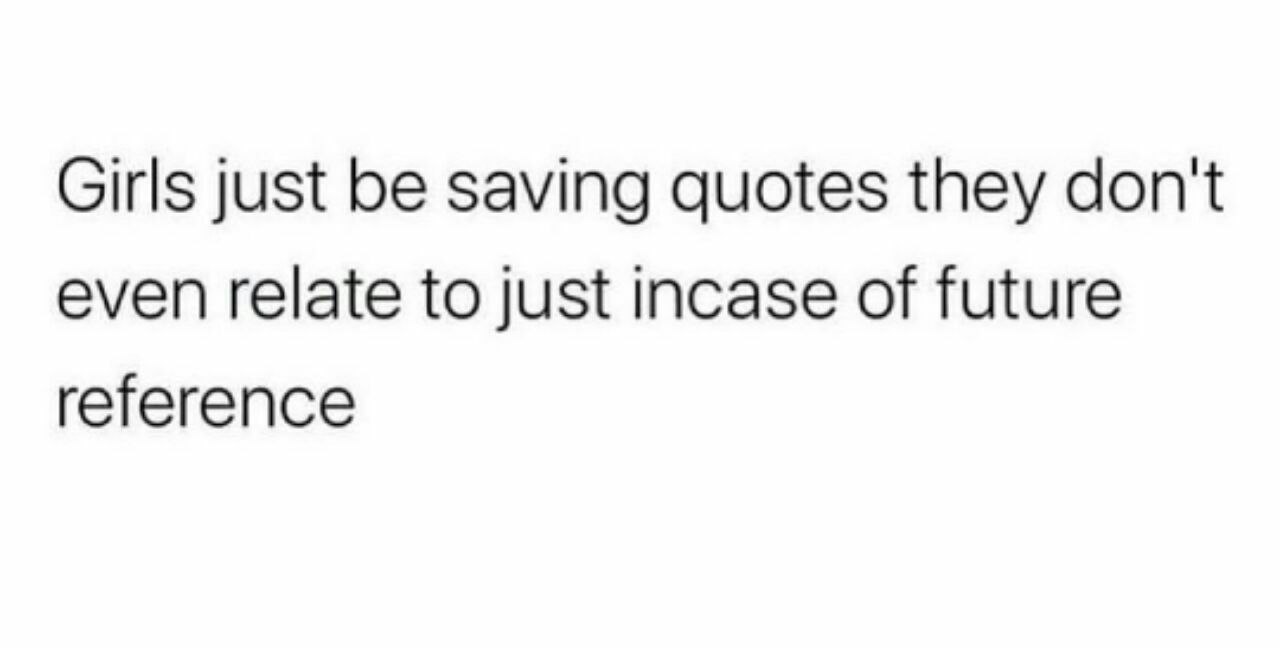 Girls just be saving quotes they don't
even relate to just incase of future
reference